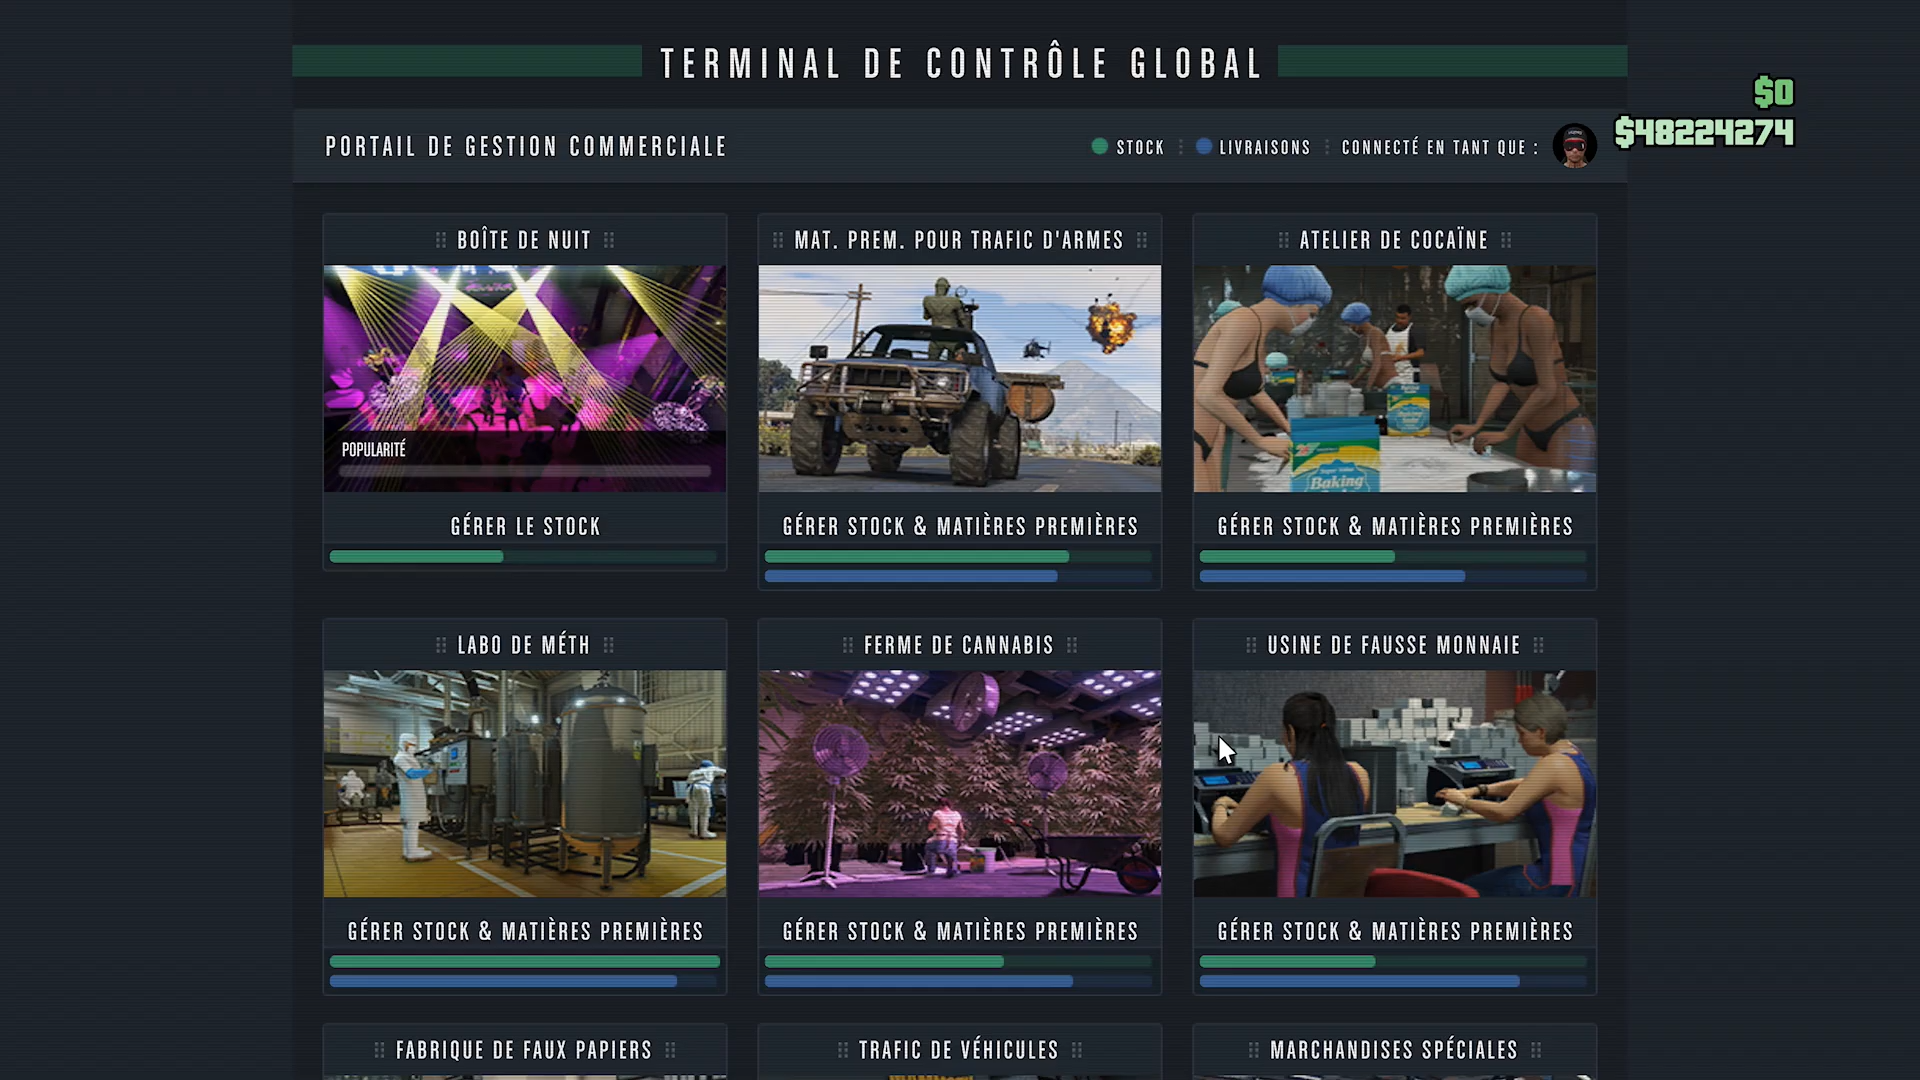 TERMINAL DE CONTRÔLE GLOBAL
$0
$48224274
PORTAIL DE GESTION COMMERCIALE
STOCK
LIVRAISONS
CONNECTÉ EN TANT QUE :
BOÎTE DE NUIT
MAT. PREM. POUR TRAFIC D'ARMES
ATELIER DE COCAÏNE
POPULARITÉ
Baking
GÉRER LE STOCK
GÉRER STOCK & MATIÈRES PREMIÈRES
GÉRER STOCK & MATIÈRES PREMIÈRES
LABO DE MÉTH
FERME DE CANNABIS
USINE DE FAUSSE MONNAIE
GÉRER STOCK & MATIÈRES PREMIÈRES
GÉRER STOCK & MATIÈRES PREMIÈRES
GÉRER STOCK & MATIÈRES PREMIÈRES
FABRIQUE DE FAUX PAPIERS
TRAFIC DE VÉHICULES
MARCHANDISES SPÉCIALES